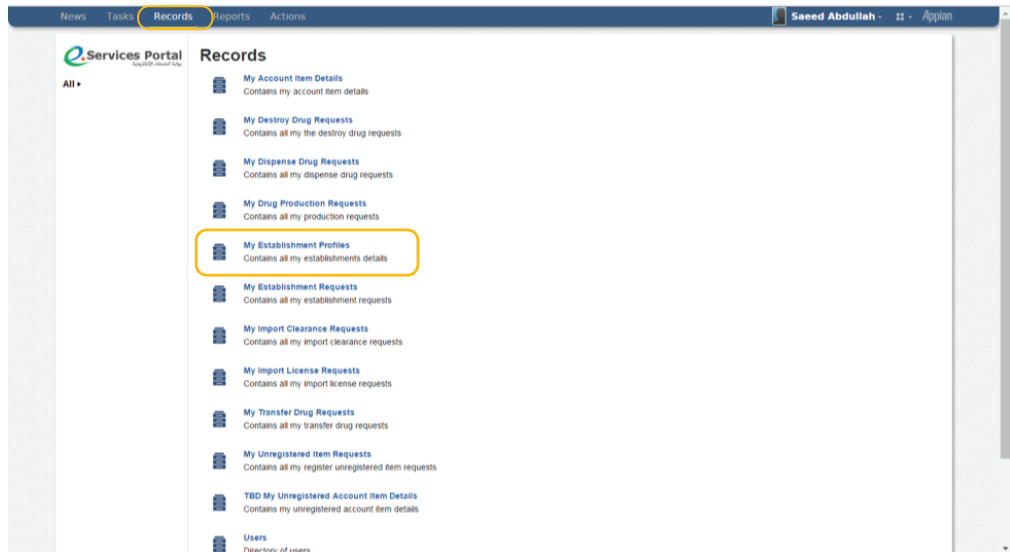 News Tasks Records Reports Actions Saeed Abdullah - Appian
e.Services Portal
بوابة الخدمات الإلكترونية
All ▸
Records
My Account Item Details
Contains my account item details
My Destroy Drug Requests
Contains all my the destroy drug requests
My Dispense Drug Requests
Contains all my dispense drug requests
My Drug Production Requests
Contains all my production requests
My Establishment Profiles
Contains all my establishments details
My Establishment Requests
Contains all my establishment requests
My Import Clearance Requests
Contains all my import clearance requests
My Import License Requests
Contains all my import license requests
My Transfer Drug Requests
Contains all my transfer drug requests
My Unregistered Item Requests
Contains all my register unregistered item requests
TBD My Unregistered Account Item Details
Contains my unregistered account item details
Users
Directory of users